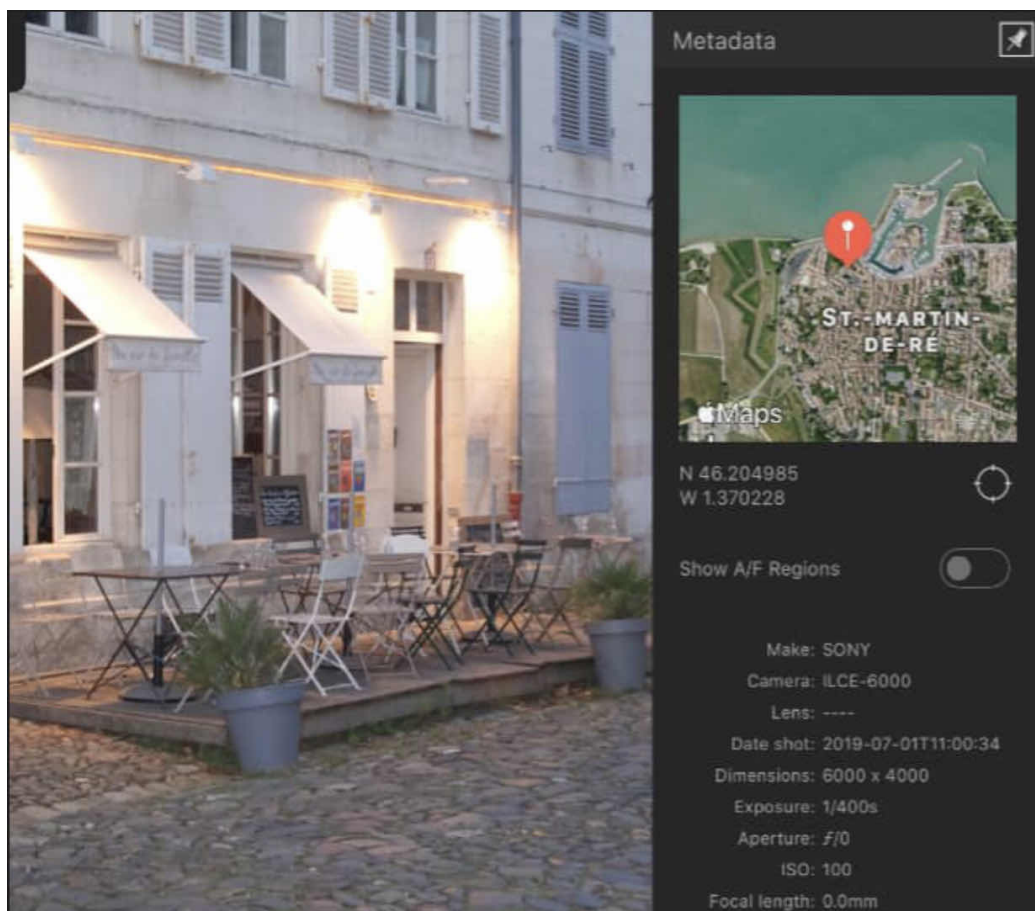 Metadata
ST.-MARTIN-
DE-RÉ
Maps
N 46.204985
W 1.370228
Show A/F Regions
Make: SONY
Camera: ILCE-6000
Lens: ----
Date shot: 2019-07-01T11:00:34
Dimensions: 6000 x 4000
Exposure: 1/400s
Aperture: ƒ/0
ISO: 100
Focal length: 0.0mm